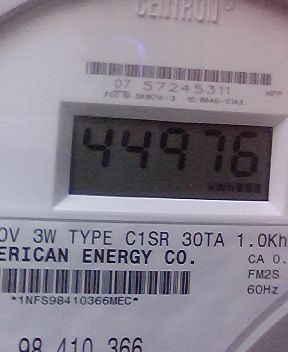 CENTRON
07 57245311
44976
kWh
0V 3W TYPE C1SR 30TA 1.0Kh
ERICAN ENERGY CO.
CA 0.
FM2S
*1NFS98410366MEC*
60Hz
98 410 366